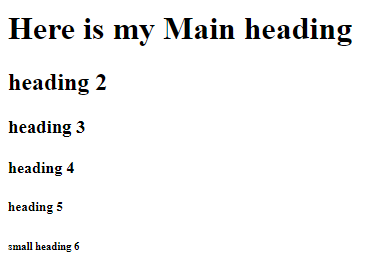 Here is my Main heading
heading 2
heading 3
heading 4
heading 5
small heading 6